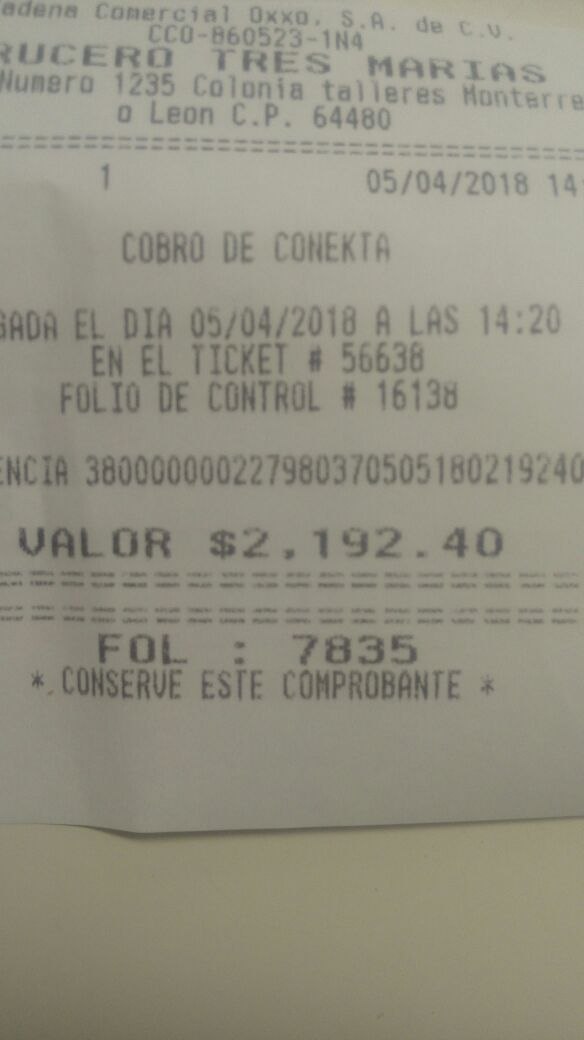 adena Comercial Oxxo, S.A. de C.V.
CCO-860523-1N4
RUCERO TRES MARIAS
Numero 1235 Colonia talleres Monterre
o Leon C.P. 64480
1 05/04/2018 14:
COBRO DE CONEKTA
GADA EL DIA 05/04/2018 A LAS 14:20
EN EL TICKET # 56638
FOLIO DE CONTROL # 16138
ENCIA 38000000022798037050518021924​0
VALOR $2,192.40
FOL : 7835
* CONSERVE ESTE COMPROBANTE *